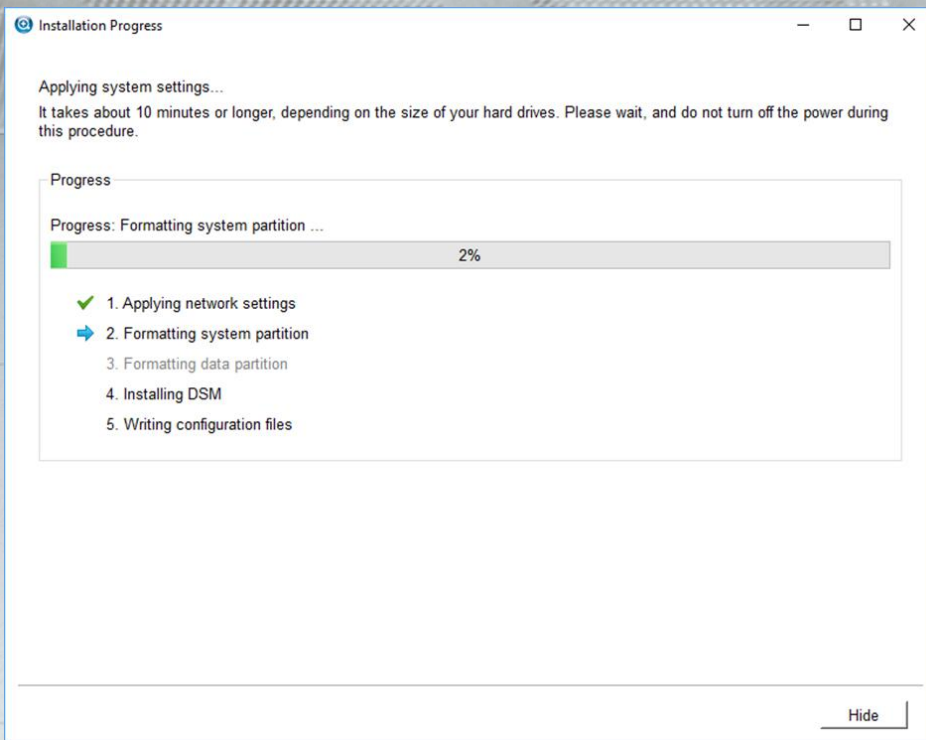 Installation Progress
Applying system settings...
It takes about 10 minutes or longer, depending on the size of your hard drives. Please wait, and do not turn off the power during
this procedure.
Progress
Progress: Formatting system partition ...
2%
1. Applying network settings
2. Formatting system partition
3. Formatting data partition
4. Installing DSM
5. Writing configuration files
Hide